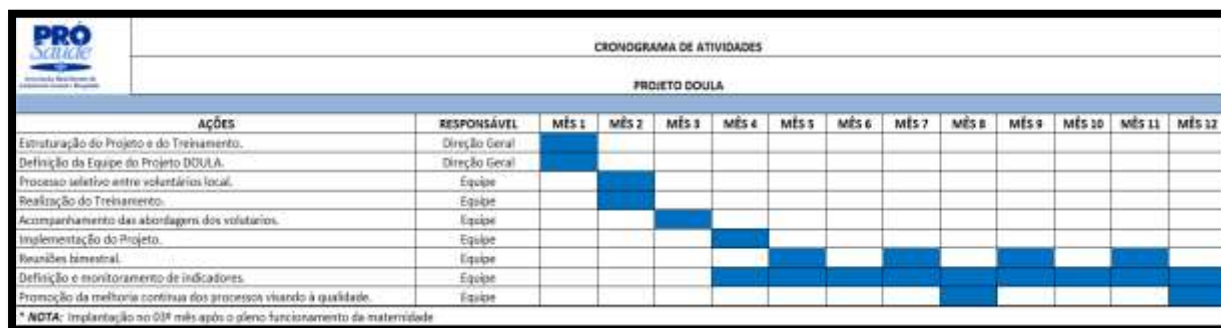 PRÓ
Saúde
CRONOGRAMA DE ATIVIDADES
PROJETO DOULA
AÇÕES RESPONSÁVEL MÊS 1 MÊS 2 MÊS 3 MÊS 4 MÊS 5 MÊS 6 MÊS 7 MÊS 8 MÊS 9 MÊS 10 MÊS 11 MÊS 12
Estruturação do Projeto e do Treinamento. Direção Geral
Definição da Equipe do Projeto DOULA. Direção Geral
Processo seletivo entre voluntários local. Equipe
Realização do Treinamento. Equipe
Acompanhamento das abordagens dos volutarios. Equipe
Implementação do Projeto. Equipe
Reuniões bimestral. Equipe
Definição e monitoramento de indicadores. Equipe
Promoção da melhoria continua dos processos visando à qualidade. Equipe
* NOTA: Implantação no 03º mês após o pleno funcionamento da maternidade